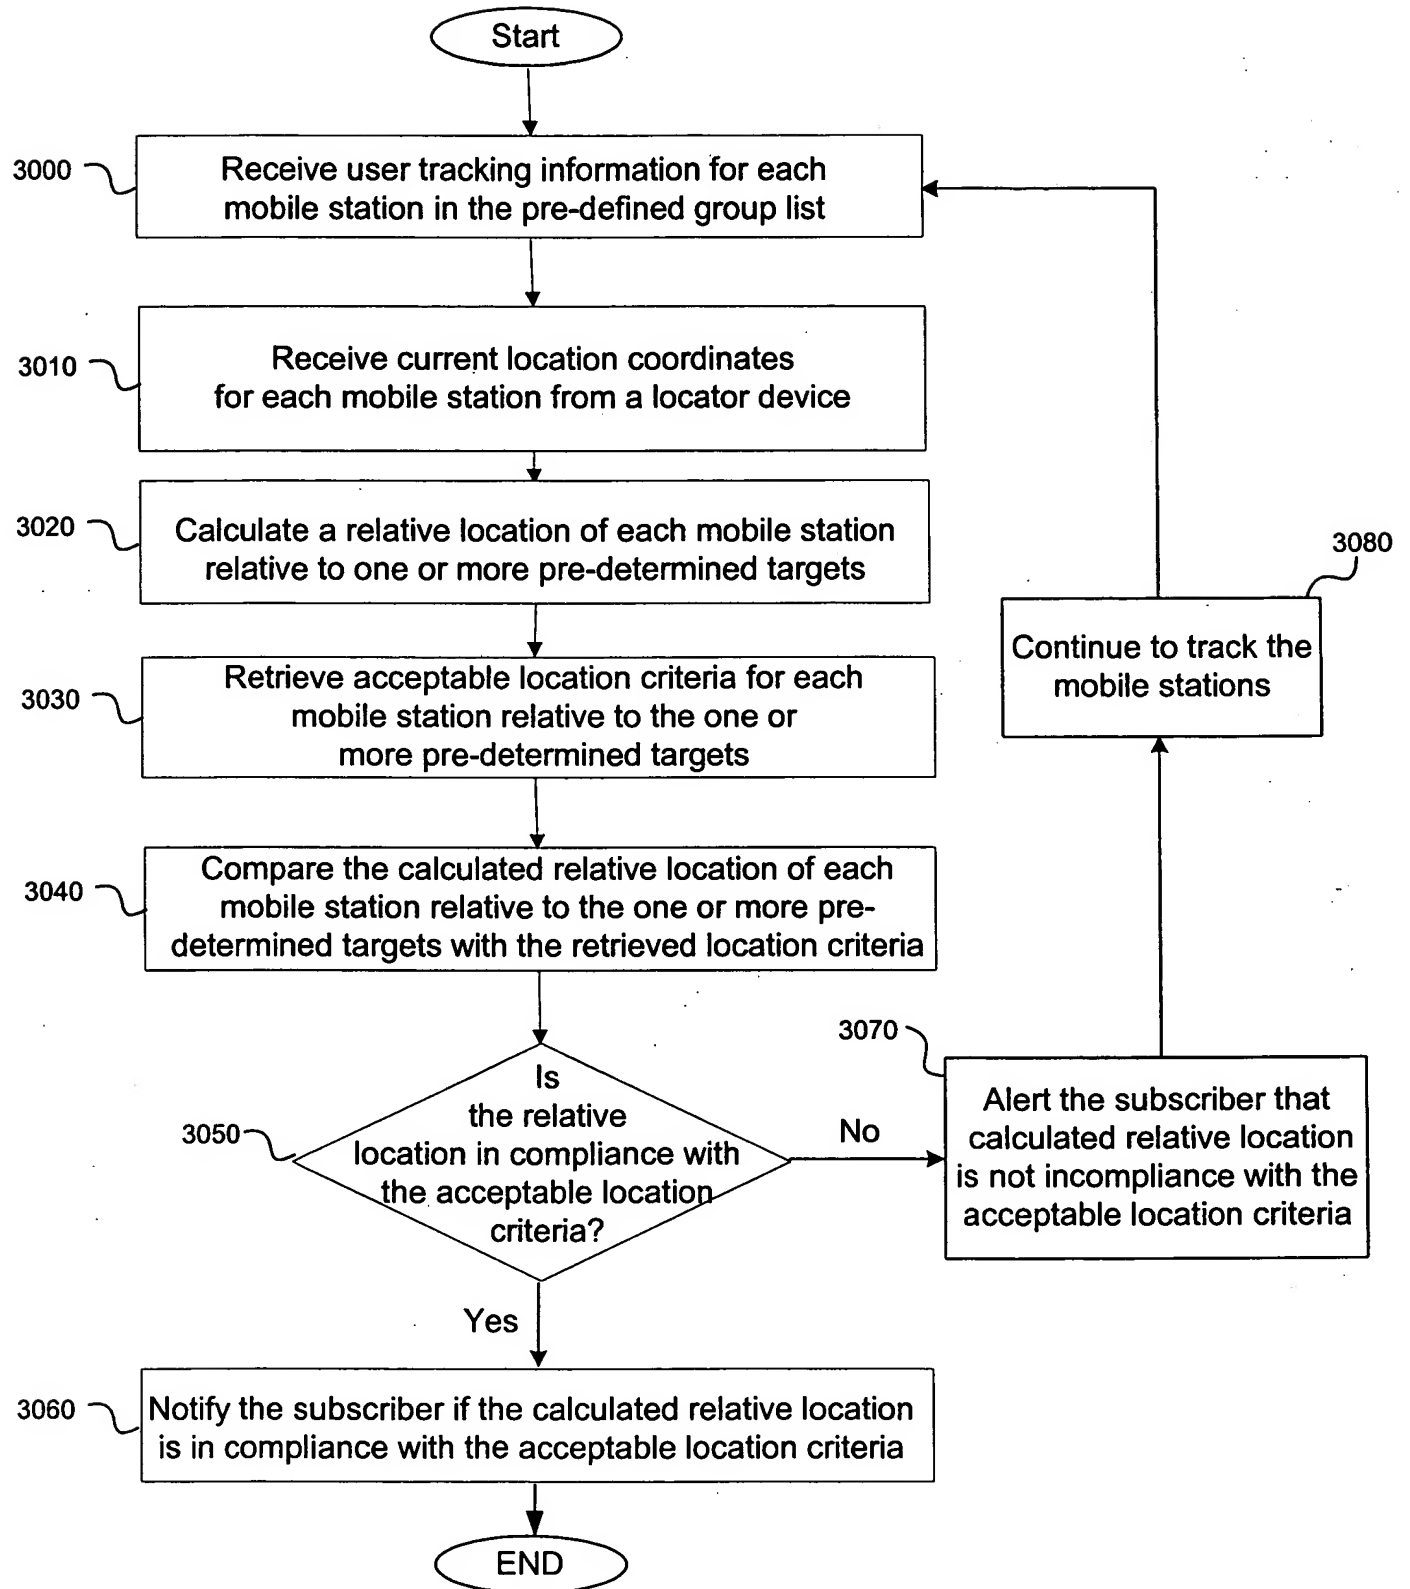 Start
3000
Receive user tracking information for each
mobile station in the pre-defined group list
3010
Receive current location coordinates
for each mobile station from a locator device
3020
Calculate a relative location of each mobile station
relative to one or more pre-determined targets
3080
Continue to track the
mobile stations
3030
Retrieve acceptable location criteria for each
mobile station relative to the one or
more pre-determined targets
3040
Compare the calculated relative location of each
mobile station relative to the one or more pre-
determined targets with the retrieved location criteria
3050
Is
the relative
location in compliance with
the acceptable location
criteria?
No
3070
Alert the subscriber that
calculated relative location
is not incompliance with the
acceptable location criteria
Yes
3060
Notify the subscriber if the calculated relative location
is in compliance with the acceptable location criteria
END